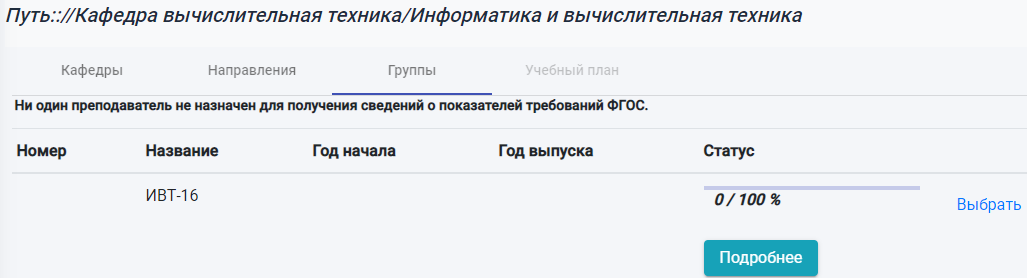 Путь:://Кафедра вычислительная техника/Информатика и вычислительная техника
Кафедры Направления Группы Учебный план
Ни один преподаватель не назначен для получения сведений о показателей требований ФГОС.
Номер Название Год начала Год выпуска Статус
ИВТ-16
0 / 100 %
Выбрать
Подробнее